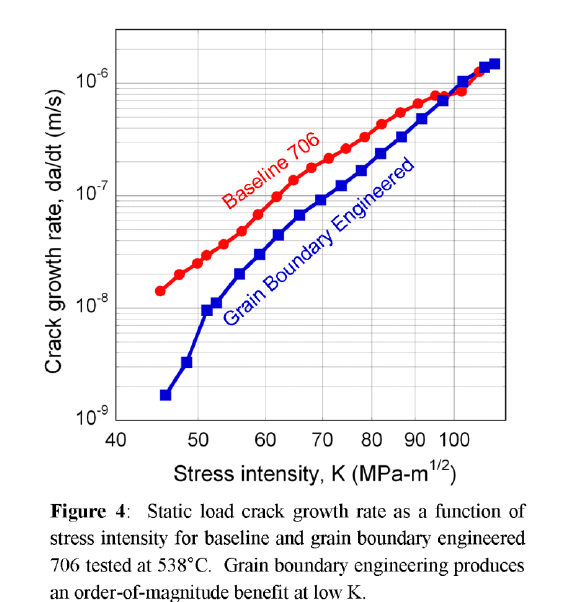 10⁻⁶
10⁻⁷
10⁻⁸
10⁻⁹
Crack growth rate, da/dt (m/s)
Baseline 706
Grain Boundary Engineered
40 50 60 70 80 90 100
Stress intensity, K (MPa-m¹/²)
Figure 4: Static load crack growth rate as a function of
stress intensity for baseline and grain boundary engineered
706 tested at 538°C. Grain boundary engineering produces
an order-of-magnitude benefit at low K.